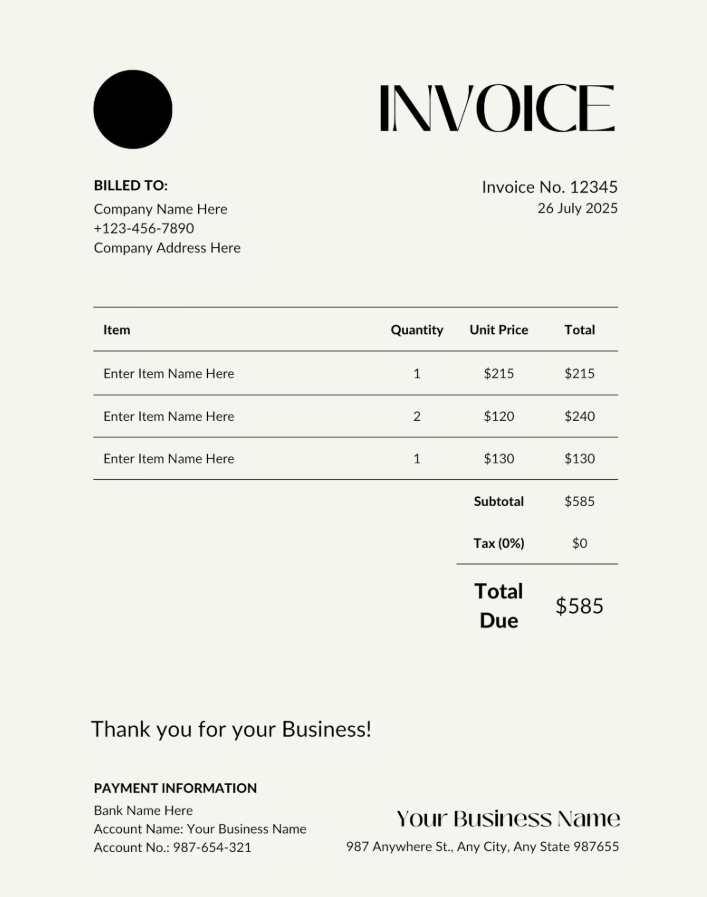 INVOICE
BILLED TO:
Company Name Here
+123-456-7890
Company Address Here
Invoice No. 12345
26 July 2025
Item Quantity Unit Price Total
Enter Item Name Here 1 $215 $215
Enter Item Name Here 2 $120 $240
Enter Item Name Here 1 $130 $130
Subtotal $585
Tax (0%) $0
Total
Due $585
Thank you for your Business!
PAYMENT INFORMATION
Bank Name Here
Account Name: Your Business Name
Account No.: 987-654-321
Your Business Name
987 Anywhere St., Any City, Any State 987655